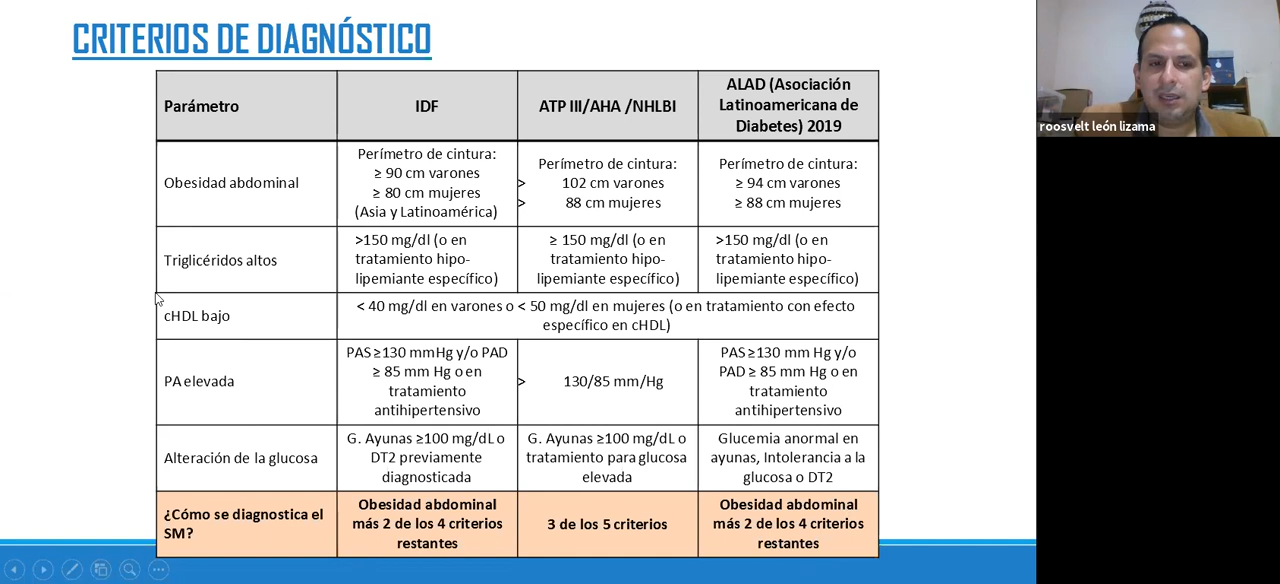 CRITERIOS DE DIAGNÓSTICO
Parámetro
IDF
ATP III/AHA /NHLBI
ALAD (Asociación
Latinoamericana de
Diabetes) 2019
Obesidad abdominal
Perímetro de cintura:
≥ 90 cm varones
≥ 80 cm mujeres
(Asia y Latinoamérica)
Perímetro de cintura:
> 102 cm varones
> 88 cm mujeres
Perímetro de cintura:
≥ 94 cm varones
≥ 88 cm mujeres
Triglicéridos altos
>150 mg/dl (o en
tratamiento hipo-
lipemiante específico)
≥ 150 mg/dl (o en
tratamiento hipo-
lipemiante específico)
>150 mg/dl (o en
tratamiento hipo-
lipemiante específico)
cHDL bajo
< 40 mg/dl en varones o < 50 mg/dl en mujeres (o en tratamiento con efecto
específico en cHDL)
PA elevada
PAS ≥130 mmHg y/o PAD
≥ 85 mm Hg o en
tratamiento
antihipertensivo
> 130/85 mm/Hg
PAS ≥130 mm Hg y/o
PAD ≥ 85 mm Hg o en
tratamiento
antihipertensivo
Alteración de la glucosa
G. Ayunas ≥100 mg/dL o
DT2 previamente
diagnosticada
G. Ayunas ≥100 mg/dL o
tratamiento para glucosa
elevada
Glucemia anormal en
ayunas, Intolerancia a la
glucosa o DT2
¿Cómo se diagnostica el
SM?
Obesidad abdominal
más 2 de los 4 criterios
restantes
3 de los 5 criterios
Obesidad abdominal
más 2 de los 4 criterios
restantes
roosvelt león lizama